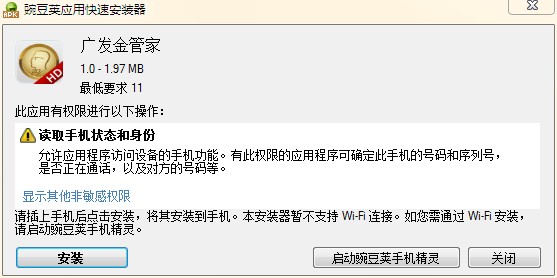 豌豆荚应用快速安装器
APK
广发金管家
HD
1.0 - 1.97 MB
最低要求 11
此应用有权限进行以下操作:
读取手机状态和身份
允许应用程序访问设备的手机功能。有此权限的应用程序可确定此手机的号码和序列号，
是否正在通话，以及对方的号码等。
显示其他非敏感权限
请插上手机后点击安装，将其安装到手机。本安装器暂不支持 Wi-Fi 连接。如您需通过 Wi-Fi 安装，
请启动豌豆荚手机精灵。
安装
启动豌豆荚手机精灵
关闭